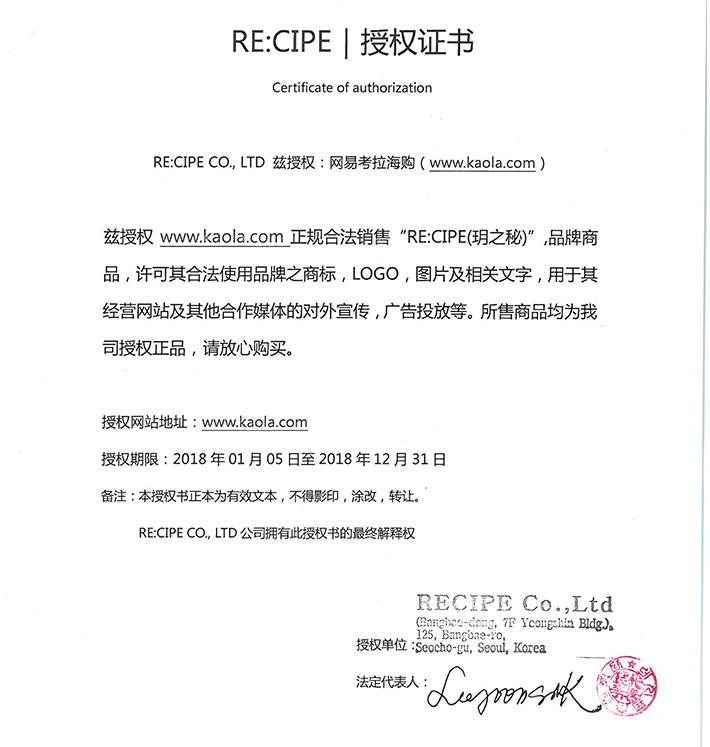 RE:CIPE｜授权证书
Certificate of authorization
RE:CIPE CO., LTD 兹授权：网易考拉海购（www.kaola.com）
兹授权 www.kaola.com 正规合法销售“RE:CIPE(玥之秘)”,品牌商
品，许可其合法使用品牌之商标，LOGO，图片及相关文字，用于其
经营网站及其他合作媒体的对外宣传，广告投放等。所售商品均为我
司授权正品，请放心购买。
授权网站地址：www.kaola.com
授权期限：2018 年 01 月 05 日至 2018 年 12 月 31 日
备注：本授权书正本为有效文本，不得影印，涂改，转让。
RE:CIPE CO., LTD 公司拥有此授权书的最终解释权
RECIPE Co.,Ltd
(Bangbae-dong, 7F Yeongshin Bldg.),
125, Bangbae-ro,
授权单位：Seocho-gu, Seoul, Korea
法定代表人：